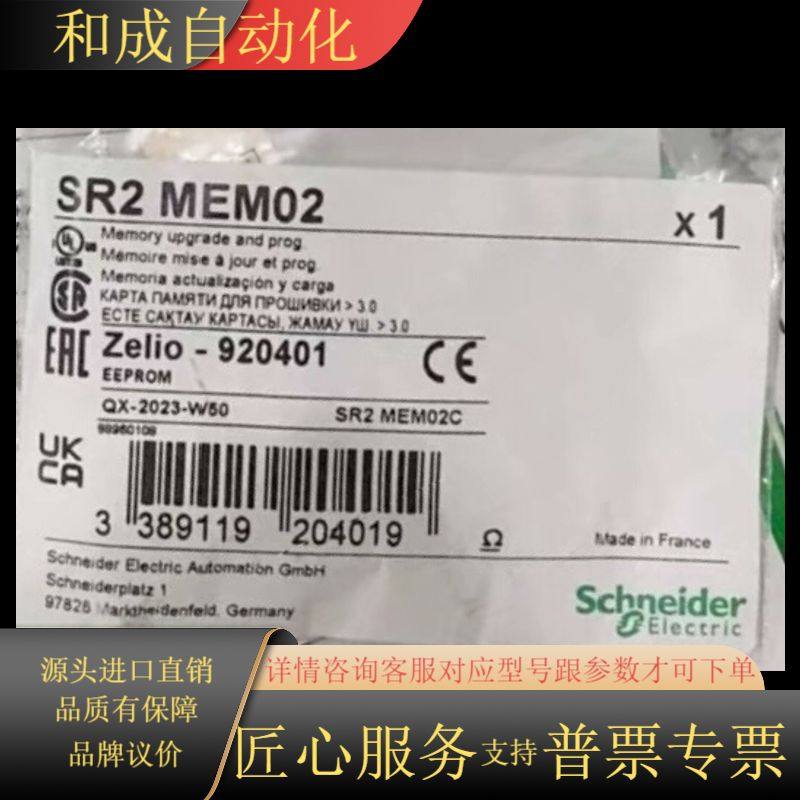 和成自动化
SR2 MEM02
x 1
Memory upgrade and prog.
Mémoire mise à jour et prog.
Memoria actualización y carga
КАРТА ПАМЯТИ ДЛЯ ПРОШИВКИ > 3.0
ЕСТЕ САҚТАУ КАРТАСЫ, ЖАМАУ ҮШ. > 3.0
UL
SA
EAC
Zelio - 920401
CE
EEPROM
QX-2023-W50
SR2 MEM02C
UK
CA
3 389119 204019
Ω
Made in France
Schneider Electric Automation GmbH
Schneiderplatz 1
97828 Marktheidenfeld. Germany
Schneider
Electric
源头进口直销
品质有保障
品牌议价
详情咨询客服对应型号跟参数才可下单
匠心服务支持普票专票